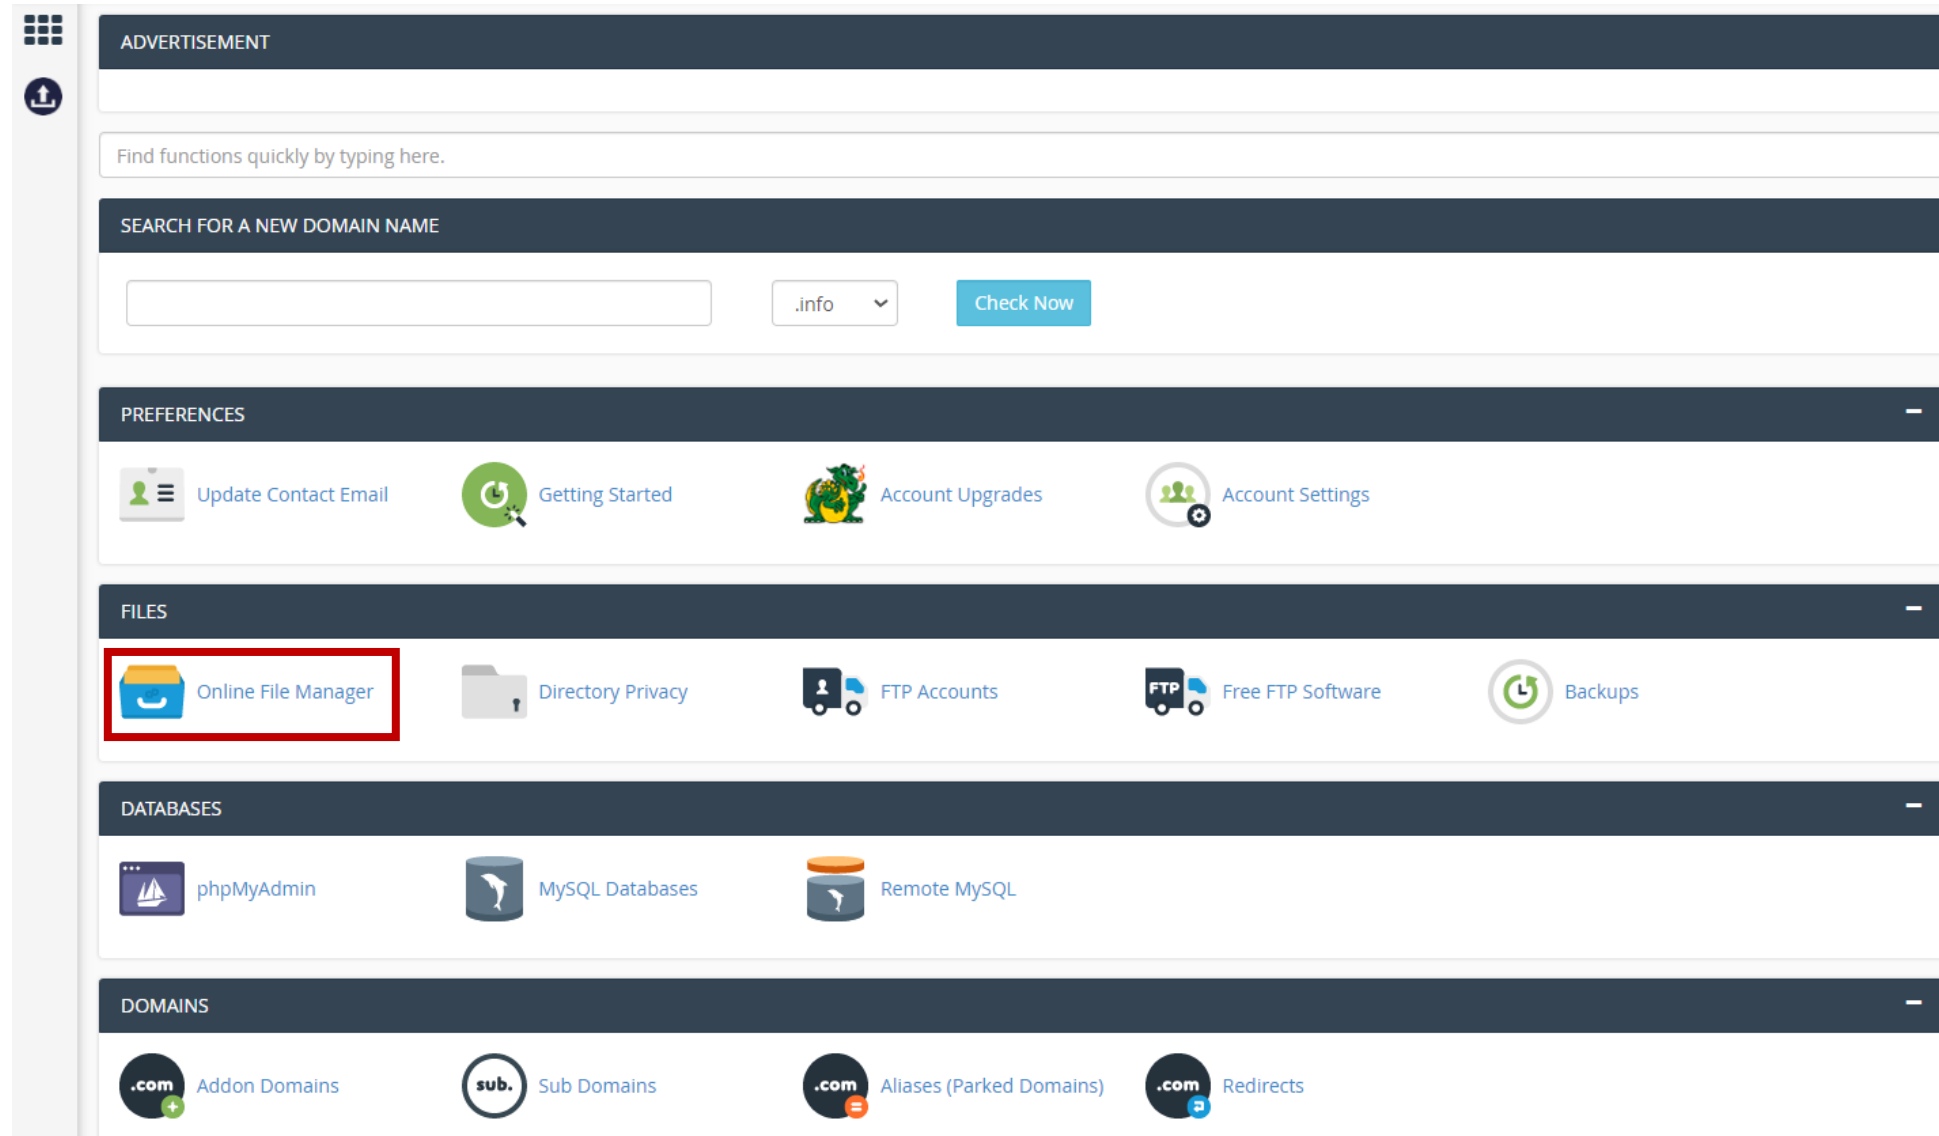 ADVERTISEMENT
Find functions quickly by typing here.
SEARCH FOR A NEW DOMAIN NAME
.info
Check Now
PREFERENCES
Update Contact Email
Getting Started
Account Upgrades
Account Settings
FILES
Online File Manager
Directory Privacy
FTP Accounts
FTP
Free FTP Software
Backups
DATABASES
phpMyAdmin
MySQL Databases
Remote MySQL
DOMAINS
.com
Addon Domains
sub.
Sub Domains
.com
Aliases (Parked Domains)
.com
Redirects